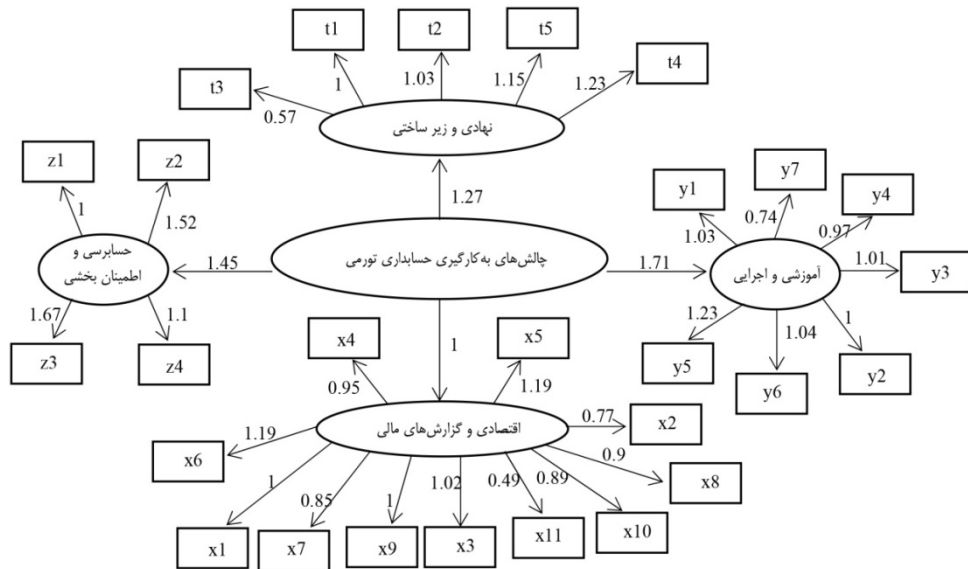 t1
t2
t5
t3
t4
1
1.03
1.15
1.23
0.57
نهادی و زیر ساختی
z1
z2
1
1.52
1.27
y1
y7
y4
1.03
0.74
0.97
حسابرسی و
اطمینان بخشی
1.45
چالش‌های به‌کارگیری حسابداری تورمی
1.71
آموزشی و اجرایی
1.01
y3
1.67
1.1
z3
z4
1.23
1.04
1
y5
y6
y2
1
x4
x5
0.95
1.19
اقتصادی و گزارش‌های مالی
0.77
x2
x6
1.19
0.9
x8
1
0.85
1
1.02
0.49
0.89
x1
x7
x9
x3
x11
x10